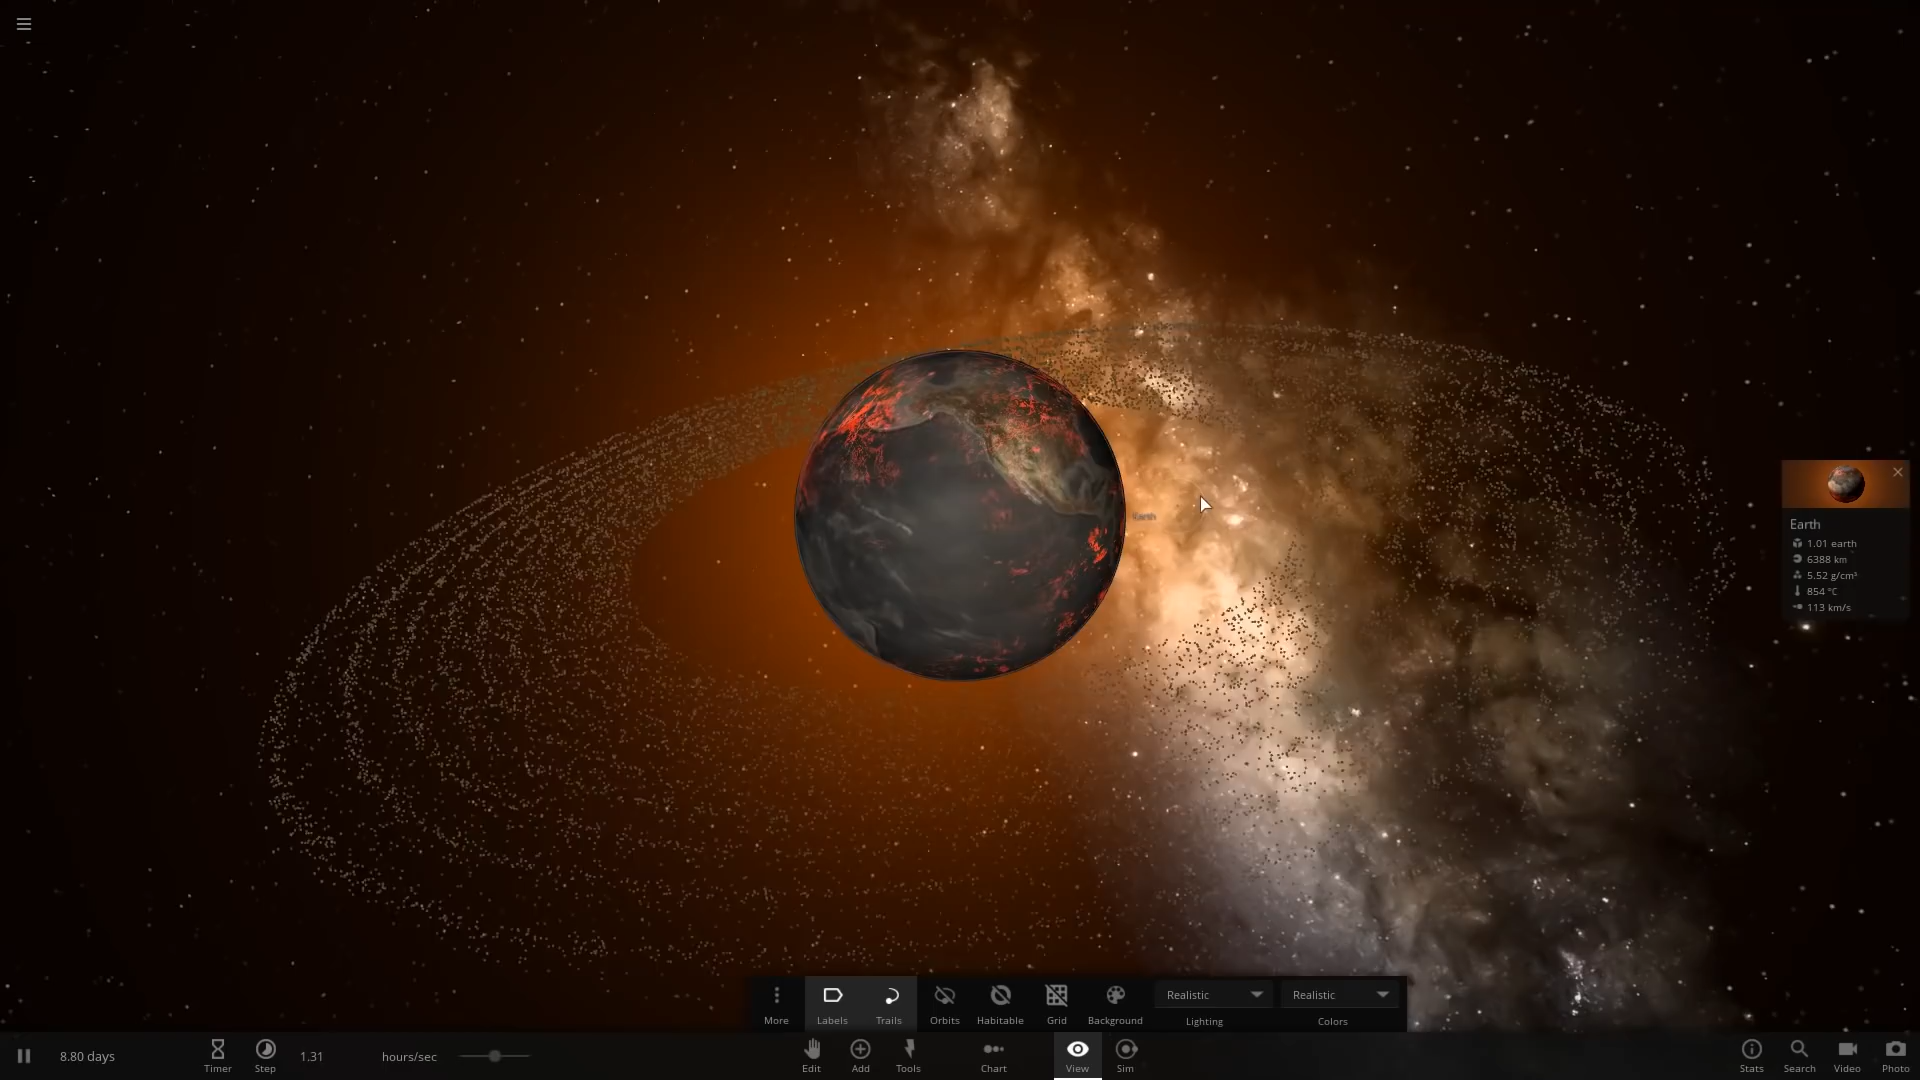 Earth
Earth
1.01 earth
6388 km
5.52 g/cm³
854 °C
113 km/s
More
Labels
Trails
Orbits
Habitable
Grid
Background
Realistic
Lighting
Realistic
Colors
8.80 days
Timer
Step
1.31
hours/sec
Edit
Add
Tools
Chart
View
Sim
Stats
Search
Video
Photo